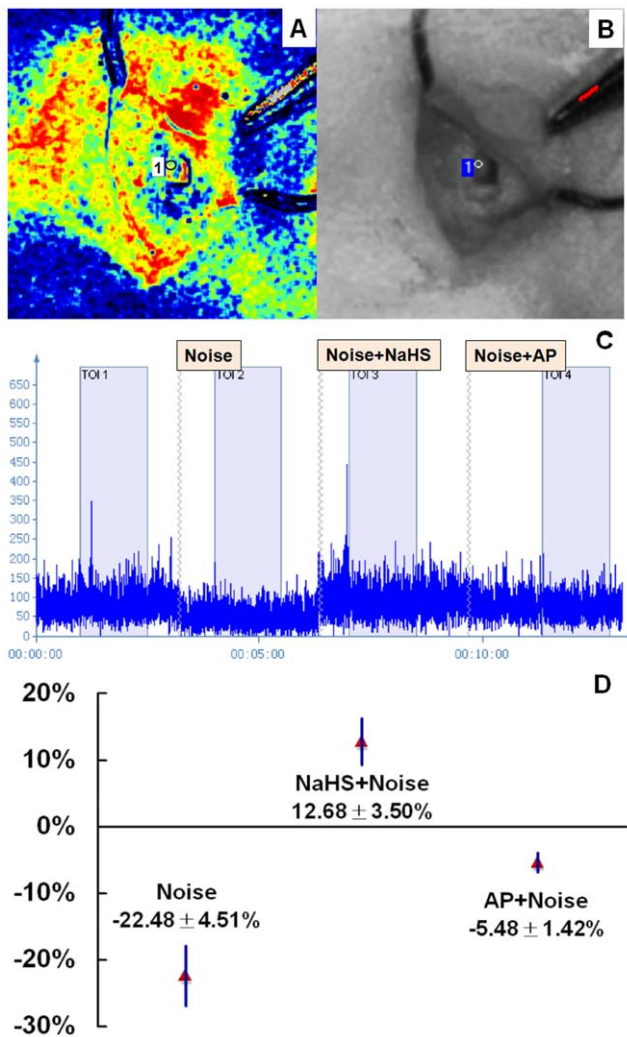 A
B
1
1
C
Noise
Noise+NaHS
Noise+AP
TOI 1
TOI 2
TOI 3
TOI 4
650
600
550
500
450
400
350
300
250
200
150
100
50
0
00:00:00
00:05:00
00:10:00
D
20%
10%
0%
-10%
-20%
-30%
NaHS+Noise
12.68 ± 3.50%
Noise
-22.48 ± 4.51%
AP+Noise
-5.48 ± 1.42%